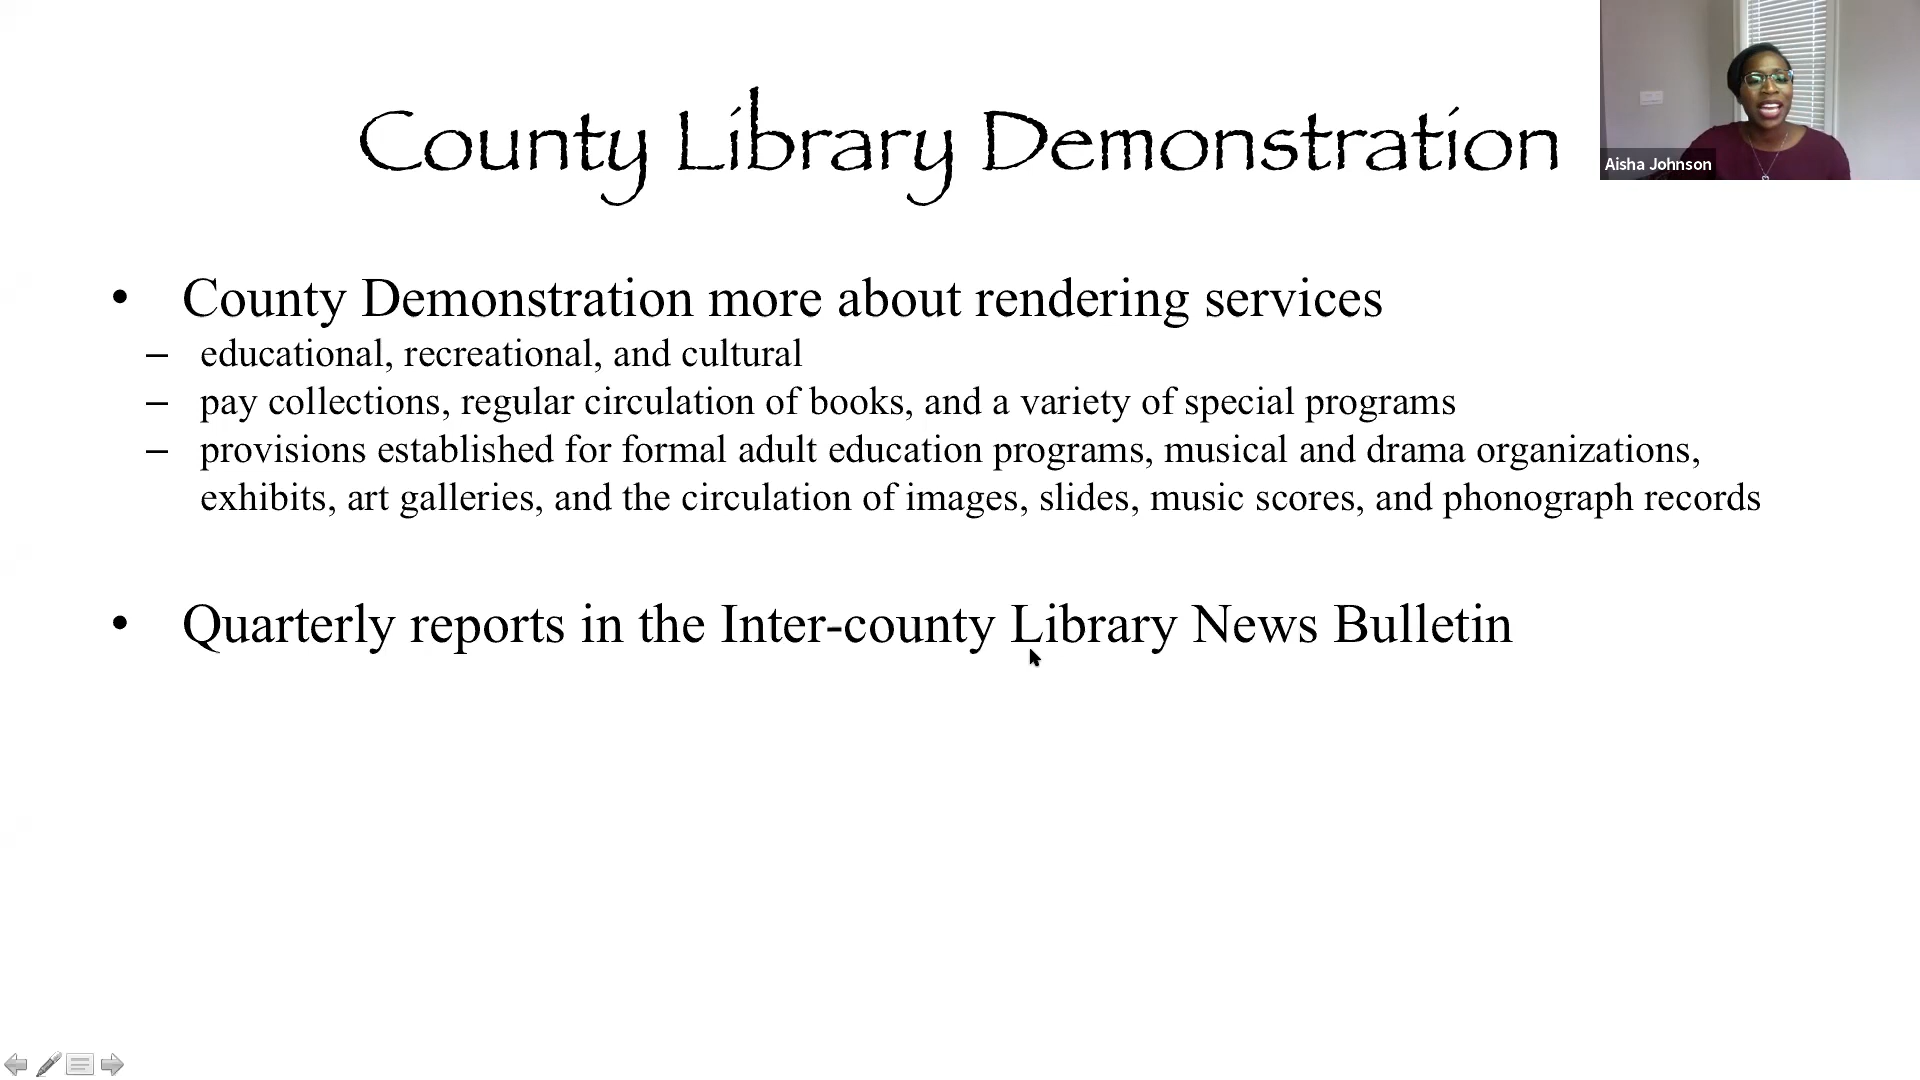 County Library Demonstration
Aisha Johnson
• County Demonstration more about rendering services
– educational, recreational, and cultural
– pay collections, regular circulation of books, and a variety of special programs
– provisions established for formal adult education programs, musical and drama organizations,
exhibits, art galleries, and the circulation of images, slides, music scores, and phonograph records
• Quarterly reports in the Inter-county Library News Bulletin